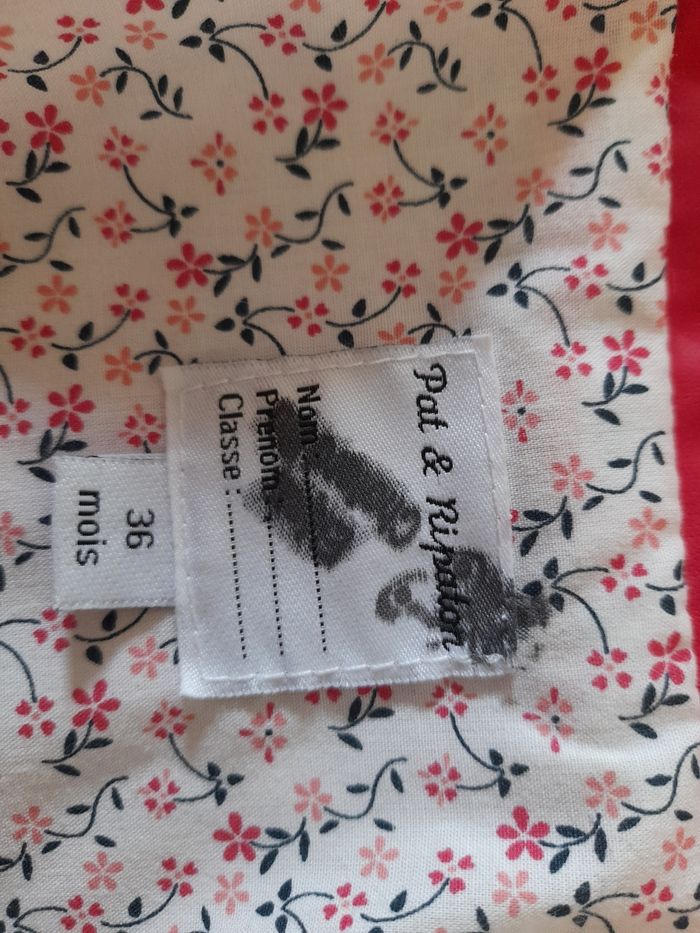 Pat & Ripaton
Nom :
Prénom :
Classe :
36
mois